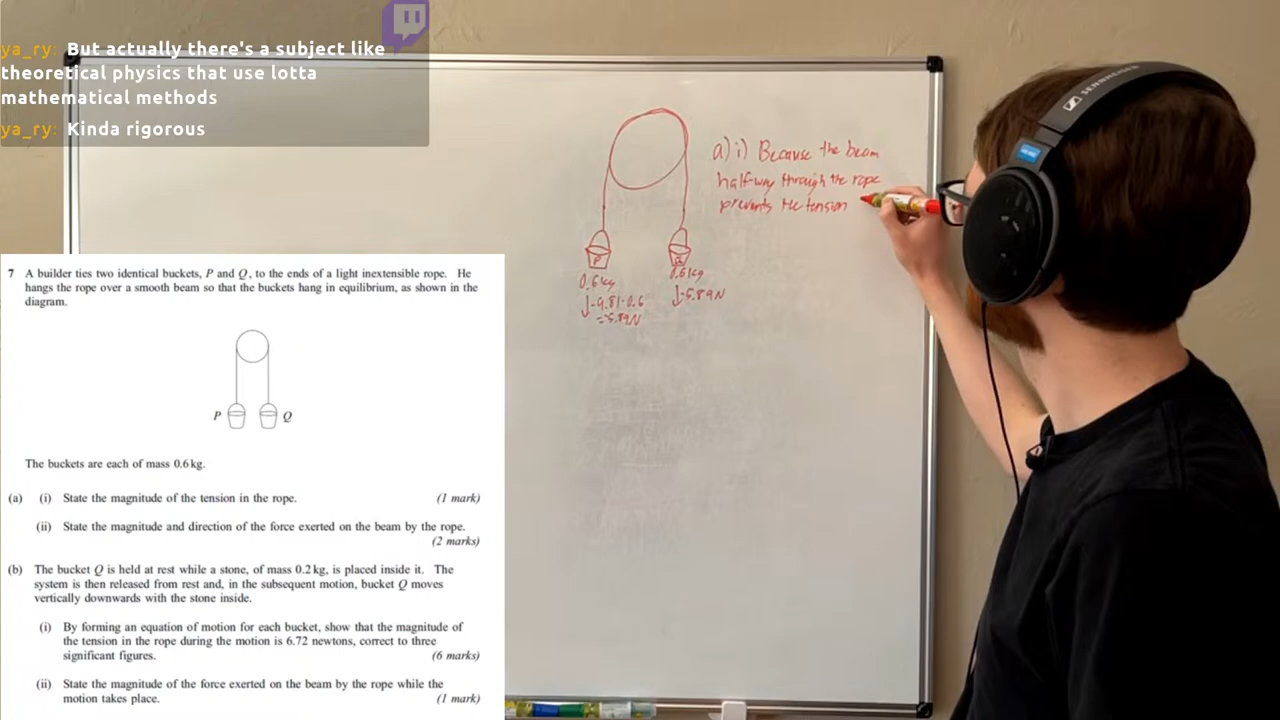 ya_ry: But actually there's a subject like
theoretical physics that use lotta
mathematical methods
ya_ry: Kinda rigorous
SENNHEISER
a) i) Because the beam
half-way through the rope
prevents the tension
P
Q
0.6kg
0.6kg
↓-9.81·0.6
=-5.89N
↓-5.89N
7 A builder ties two identical buckets, P and Q, to the ends of a light inextensible rope. He
hangs the rope over a smooth beam so that the buckets hang in equilibrium, as shown in the
diagram.
P
Q
The buckets are each of mass 0.6 kg.
(a) (i) State the magnitude of the tension in the rope. (1 mark)
(ii) State the magnitude and direction of the force exerted on the beam by the rope.
(2 marks)
(b) The bucket Q is held at rest while a stone, of mass 0.2 kg, is placed inside it. The
system is then released from rest and, in the subsequent motion, bucket Q moves
vertically downwards with the stone inside.
(i) By forming an equation of motion for each bucket, show that the magnitude of
the tension in the rope during the motion is 6.72 newtons, correct to three
significant figures. (6 marks)
(ii) State the magnitude of the force exerted on the beam by the rope while the
motion takes place. (1 mark)